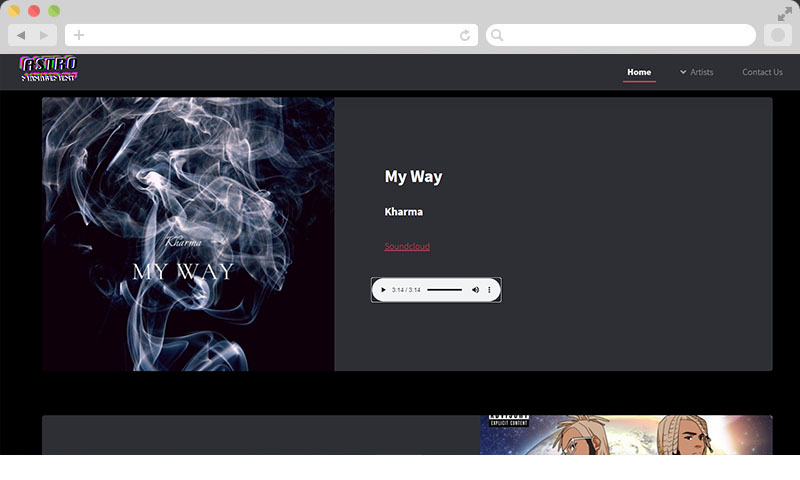 ASTRO
MANAGEMENT
Home
Artists
Contact Us
Kharma
MY WAY
My Way
Kharma
Soundcloud
3:14 / 3:14
ADVISORY
EXPLICIT CONTENT